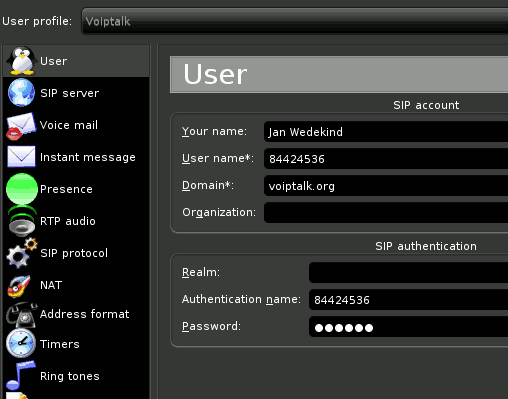 User profile: Voiptalk
User
SIP server
Voice mail
Instant message
Presence
RTP audio
SIP protocol
NAT
Address format
Timers
Ring tones
User
SIP account
Your name: Jan Wedekind
User name*: 84424536
Domain*: voiptalk.org
Organization:
SIP authentication
Realm:
Authentication name: 84424536
Password: ●●●●●●